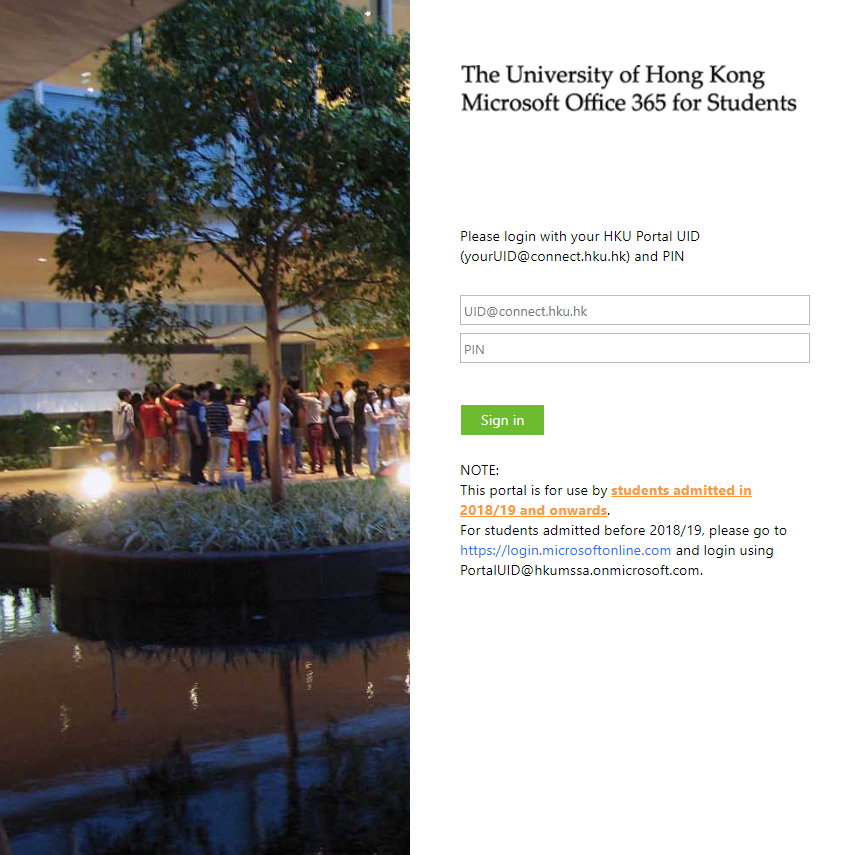 The University of Hong Kong
Microsoft Office 365 for Students
Please login with your HKU Portal UID
(yourUID@connect.hku.hk) and PIN
UID@connect.hku.hk
PIN
Sign in
NOTE:
This portal is for use by students admitted in
2018/19 and onwards.
For students admitted before 2018/19, please go to
https://login.microsoftonline.com and login using
PortalUID@hkumssa.onmicrosoft.com.